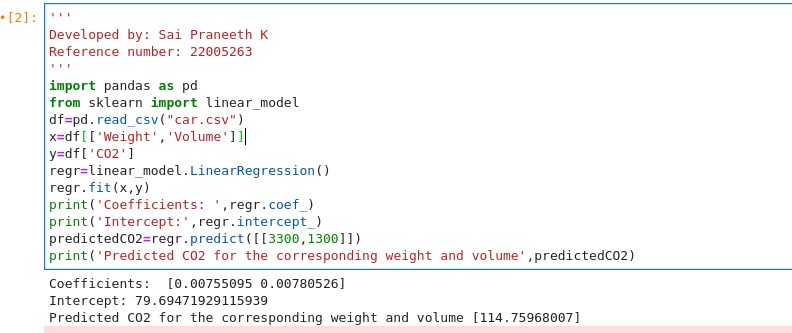 [2]: '''
Developed by: Sai Praneeth K
Reference number: 22005263
'''
import pandas as pd
from sklearn import linear_model
df=pd.read_csv("car.csv")
x=df[['Weight','Volume']]
y=df['CO2']
regr=linear_model.LinearRegression()
regr.fit(x,y)
print('Coefficients: ',regr.coef_)
print('Intercept:',regr.intercept_)
predictedCO2=regr.predict([[3300,1300]])
print('Predicted CO2 for the corresponding weight and volume',predictedCO2)
Coefficients:  [0.00755095 0.00780526]
Intercept: 79.69471929115939
Predicted CO2 for the corresponding weight and volume [114.75968007]